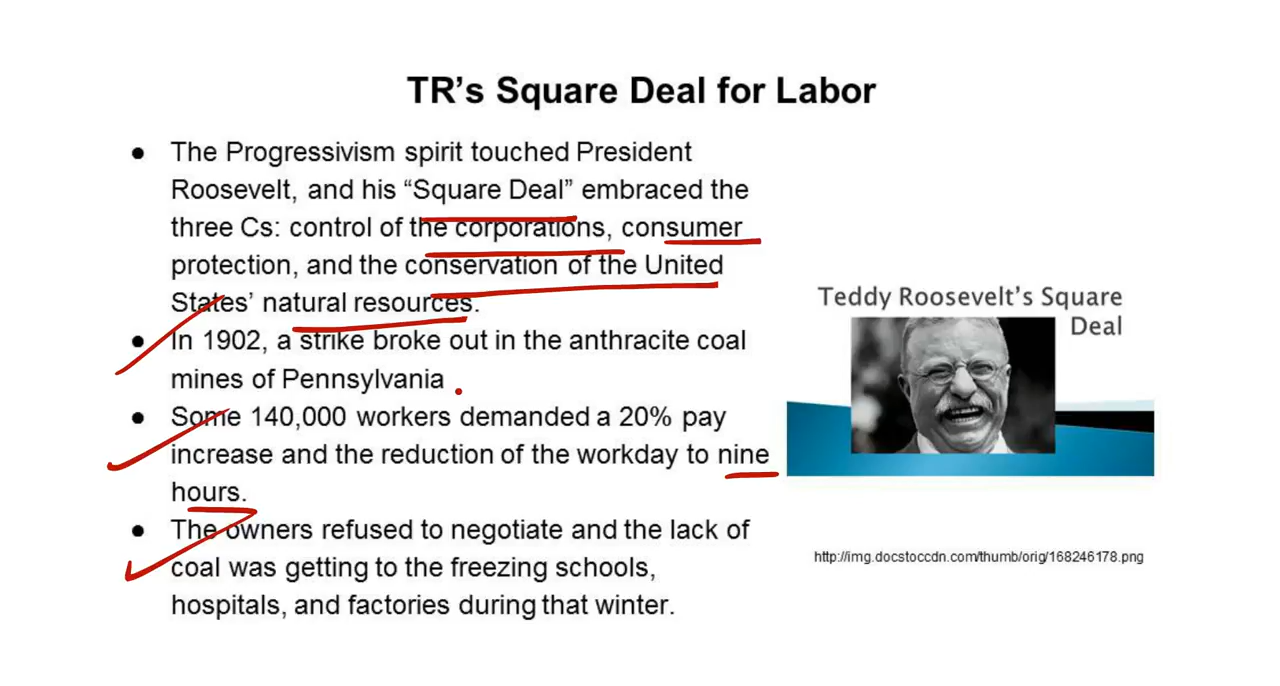 TR’s Square Deal for Labor
● The Progressivism spirit touched President
Roosevelt, and his “Square Deal” embraced the
three Cs: control of the corporations, consumer
protection, and the conservation of the United
States’ natural resources.
● In 1902, a strike broke out in the anthracite coal
mines of Pennsylvania
● Some 140,000 workers demanded a 20% pay
increase and the reduction of the workday to nine
hours.
● The owners refused to negotiate and the lack of
coal was getting to the freezing schools,
hospitals, and factories during that winter.
Teddy Roosevelt’s Square
Deal
http://img.docstoccdn.com/thumb/orig/168246178.png